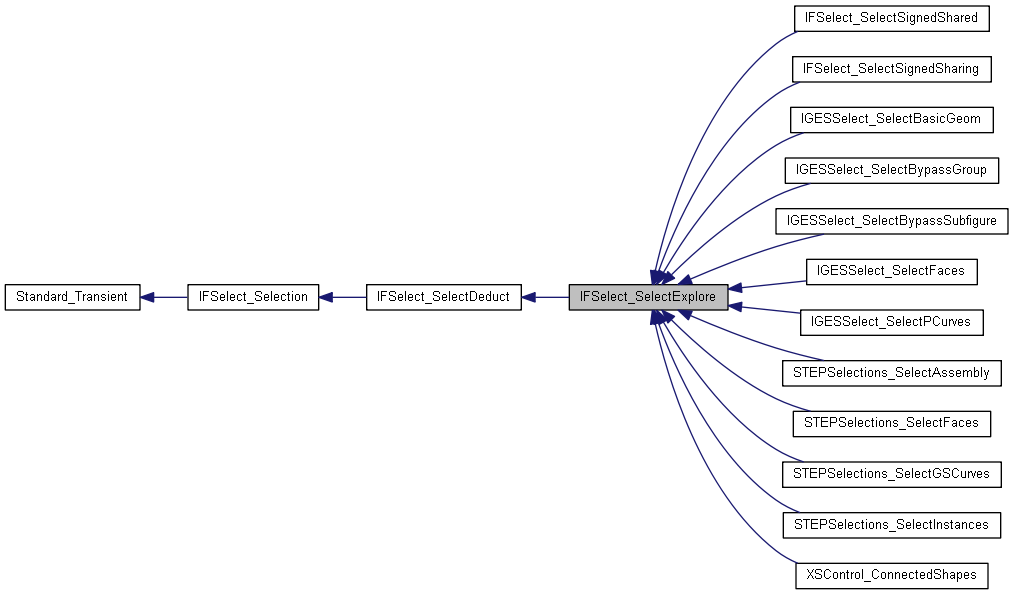 IFSelect_SelectSignedShared
IFSelect_SelectSignedSharing
IGESSelect_SelectBasicGeom
IGESSelect_SelectBypassGroup
IGESSelect_SelectBypassSubfigure
IGESSelect_SelectFaces
Standard_Transient
IFSelect_Selection
IFSelect_SelectDeduct
IFSelect_SelectExplore
IGESSelect_SelectPCurves
STEPSelections_SelectAssembly
STEPSelections_SelectFaces
STEPSelections_SelectGSCurves
STEPSelections_SelectInstances
XSControl_ConnectedShapes